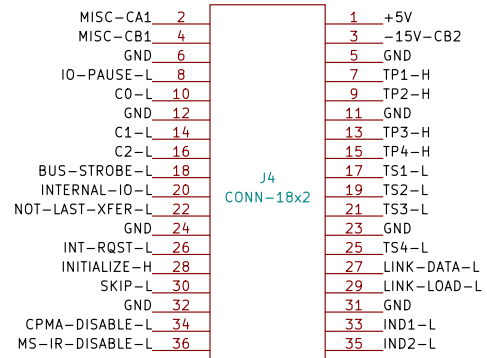 MISC-CA1 2 1 +5V
MISC-CB1 4 3 -15V-CB2
GND 6 5 GND
IO-PAUSE-L 8 7 TP1-H
C0-L 10 9 TP2-H
GND 12 11 GND
C1-L 14 13 TP3-H
C2-L 16 15 TP4-H
BUS-STROBE-L 18 17 TS1-L
INTERNAL-IO-L 20 19 TS2-L
NOT-LAST-XFER-L 22 21 TS3-L
GND 24 23 GND
INT-RQST-L 26 25 TS4-L
INITIALIZE-H 28 27 LINK-DATA-L
SKIP-L 30 29 LINK-LOAD-L
GND 32 31 GND
CPMA-DISABLE-L 34 33 IND1-L
MS-IR-DISABLE-L 36 35 IND2-L
J4
CONN-18x2